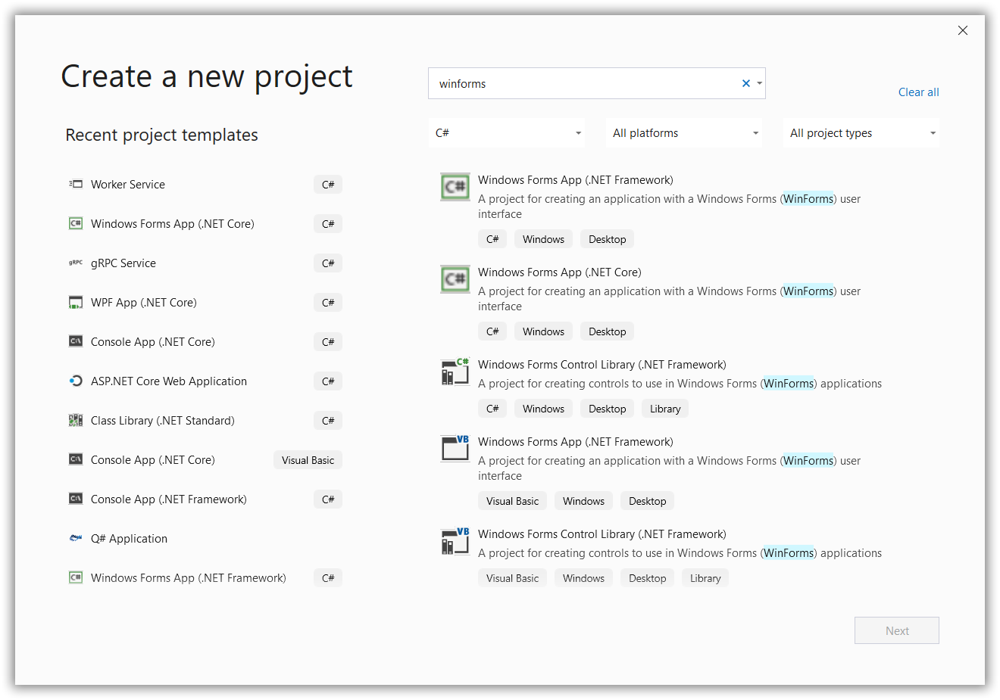 Create a new project
winforms
Clear all
Recent project templates
C#
All platforms
All project types
Worker Service C#
Windows Forms App (.NET Core) C#
gRPC gRPC Service C#
WPF App (.NET Core) C#
C:\ Console App (.NET Core) C#
ASP.NET Core Web Application C#
Class Library (.NET Standard) C#
C:\ Console App (.NET Core) Visual Basic
C:\ Console App (.NET Framework) C#
Q# Application
C# Windows Forms App (.NET Framework) C#
C# Windows Forms App (.NET Framework)
A project for creating an application with a Windows Forms (WinForms) user
interface
C# Windows Desktop
C# Windows Forms App (.NET Core)
A project for creating an application with a Windows Forms (WinForms) user
interface
C# Windows Desktop
C# Windows Forms Control Library (.NET Framework)
A project for creating controls to use in Windows Forms (WinForms) applications
C# Windows Desktop Library
VB Windows Forms App (.NET Framework)
A project for creating an application with a Windows Forms (WinForms) user
interface
Visual Basic Windows Desktop
VB Windows Forms Control Library (.NET Framework)
A project for creating controls to use in Windows Forms (WinForms) applications
Visual Basic Windows Desktop Library
Next